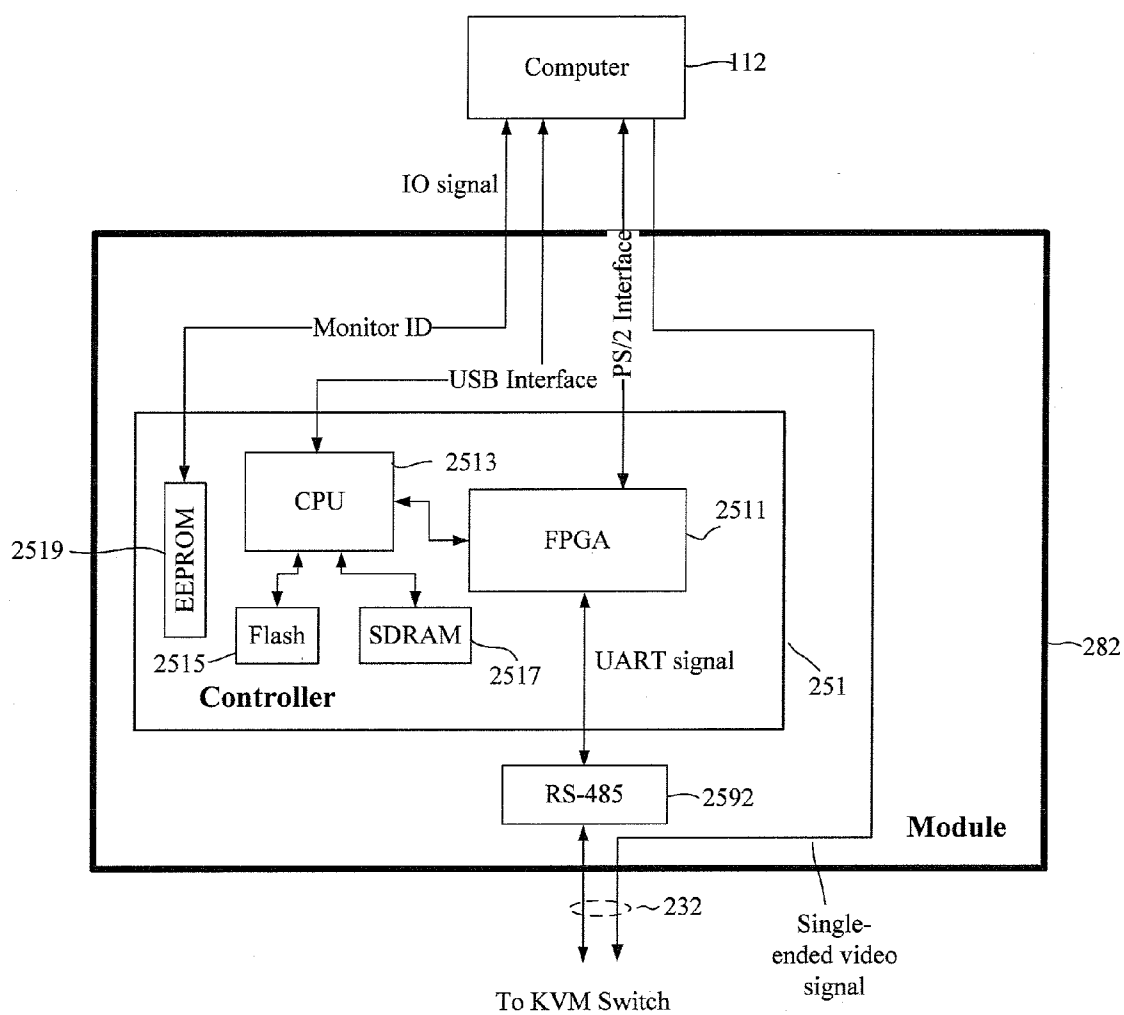 Computer
112
IO signal
PS/2 Interface
Monitor ID
USB Interface
2513
CPU
2511
FPGA
2519
EEPROM
Flash
SDRAM
2515
2517
UART signal
251
282
Controller
RS-485
2592
Module
232
Single-
ended video
signal
To KVM Switch